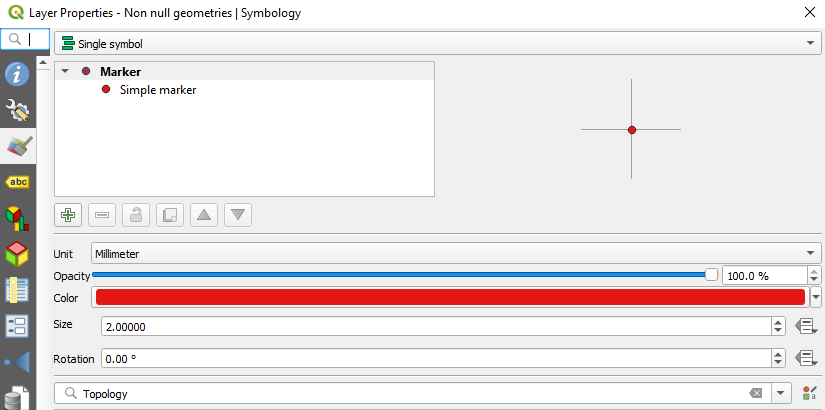 Layer Properties - Non null geometries | Symbology
Single symbol
Marker
Simple marker
abc
Unit
Millimeter
Opacity
100.0 %
Color
Size
2.00000
Rotation
0.00 °
Topology
a